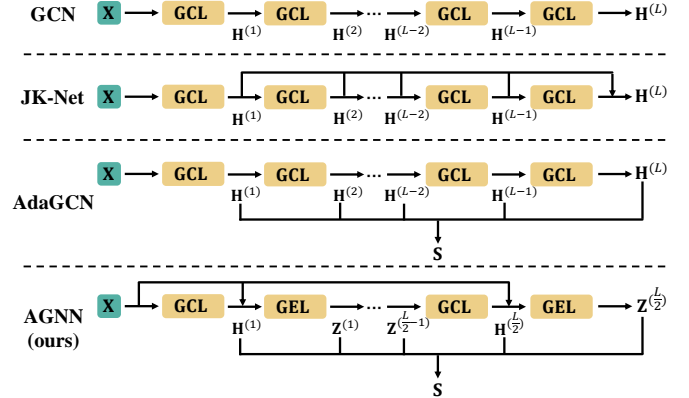 GCN X GCL GCL ... GCL GCL H^(L)
H^(1) H^(2) H^(L-2) H^(L-1)
JK-Net X GCL GCL ... GCL GCL H^(L)
H^(1) H^(2) H^(L-2) H^(L-1)
AdaGCN X GCL GCL ... GCL GCL H^(L)
H^(1) H^(2) H^(L-2) H^(L-1)
S
AGNN (ours) X GCL GEL ... GCL GEL Z^(L/2)
H^(1) Z^(1) Z^(L/2-1) H^(L/2)
S